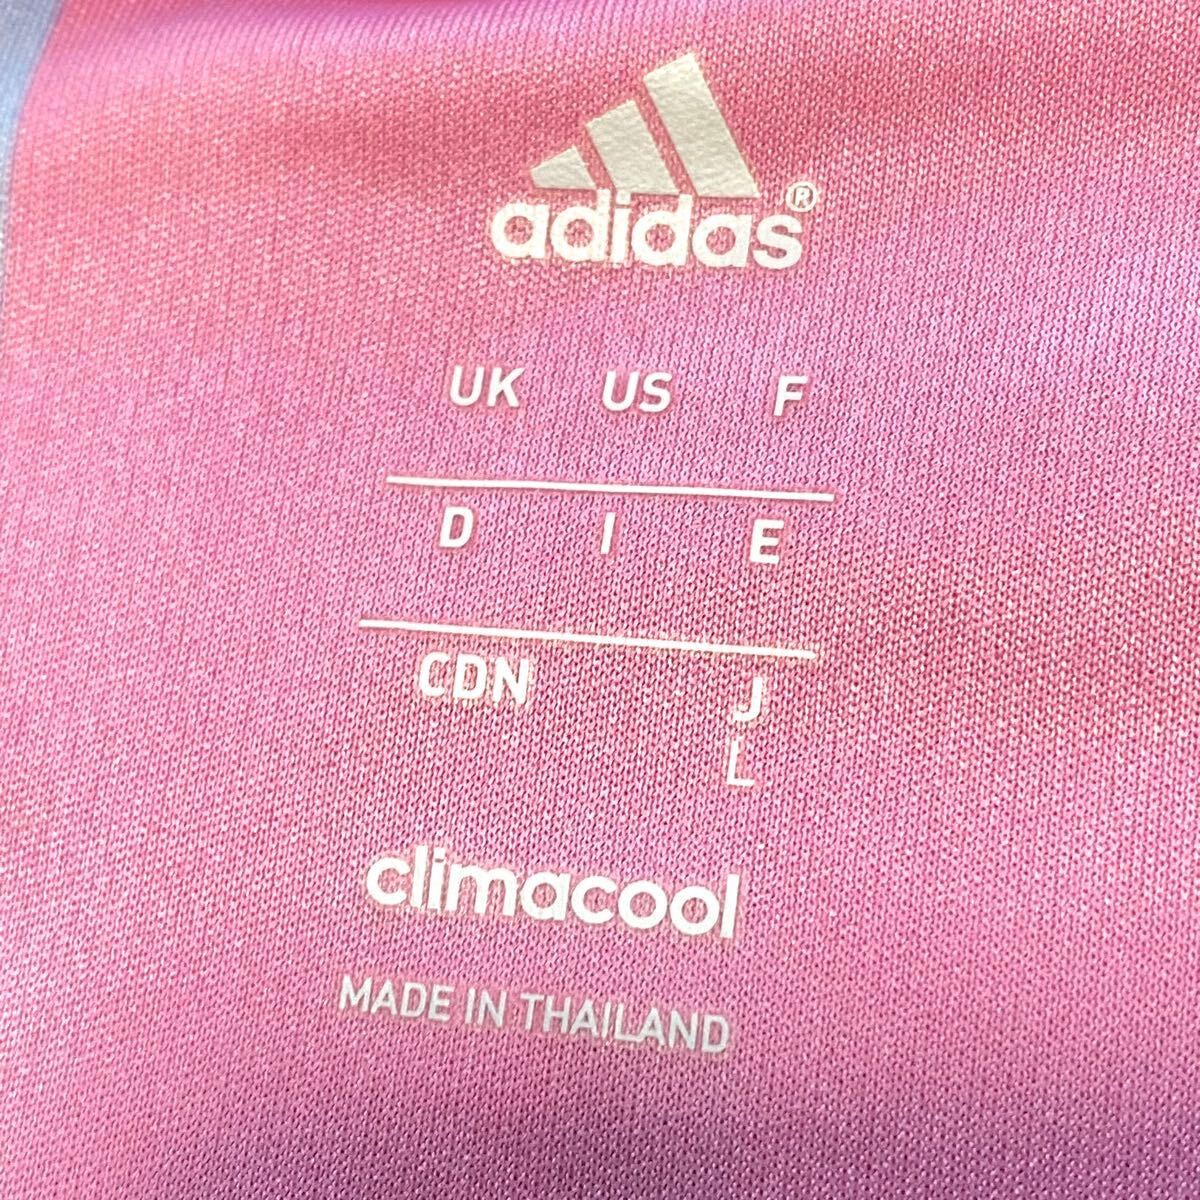 adidas®
UK US F
D I E
CDN J
L
climacool
MADE IN THAILAND